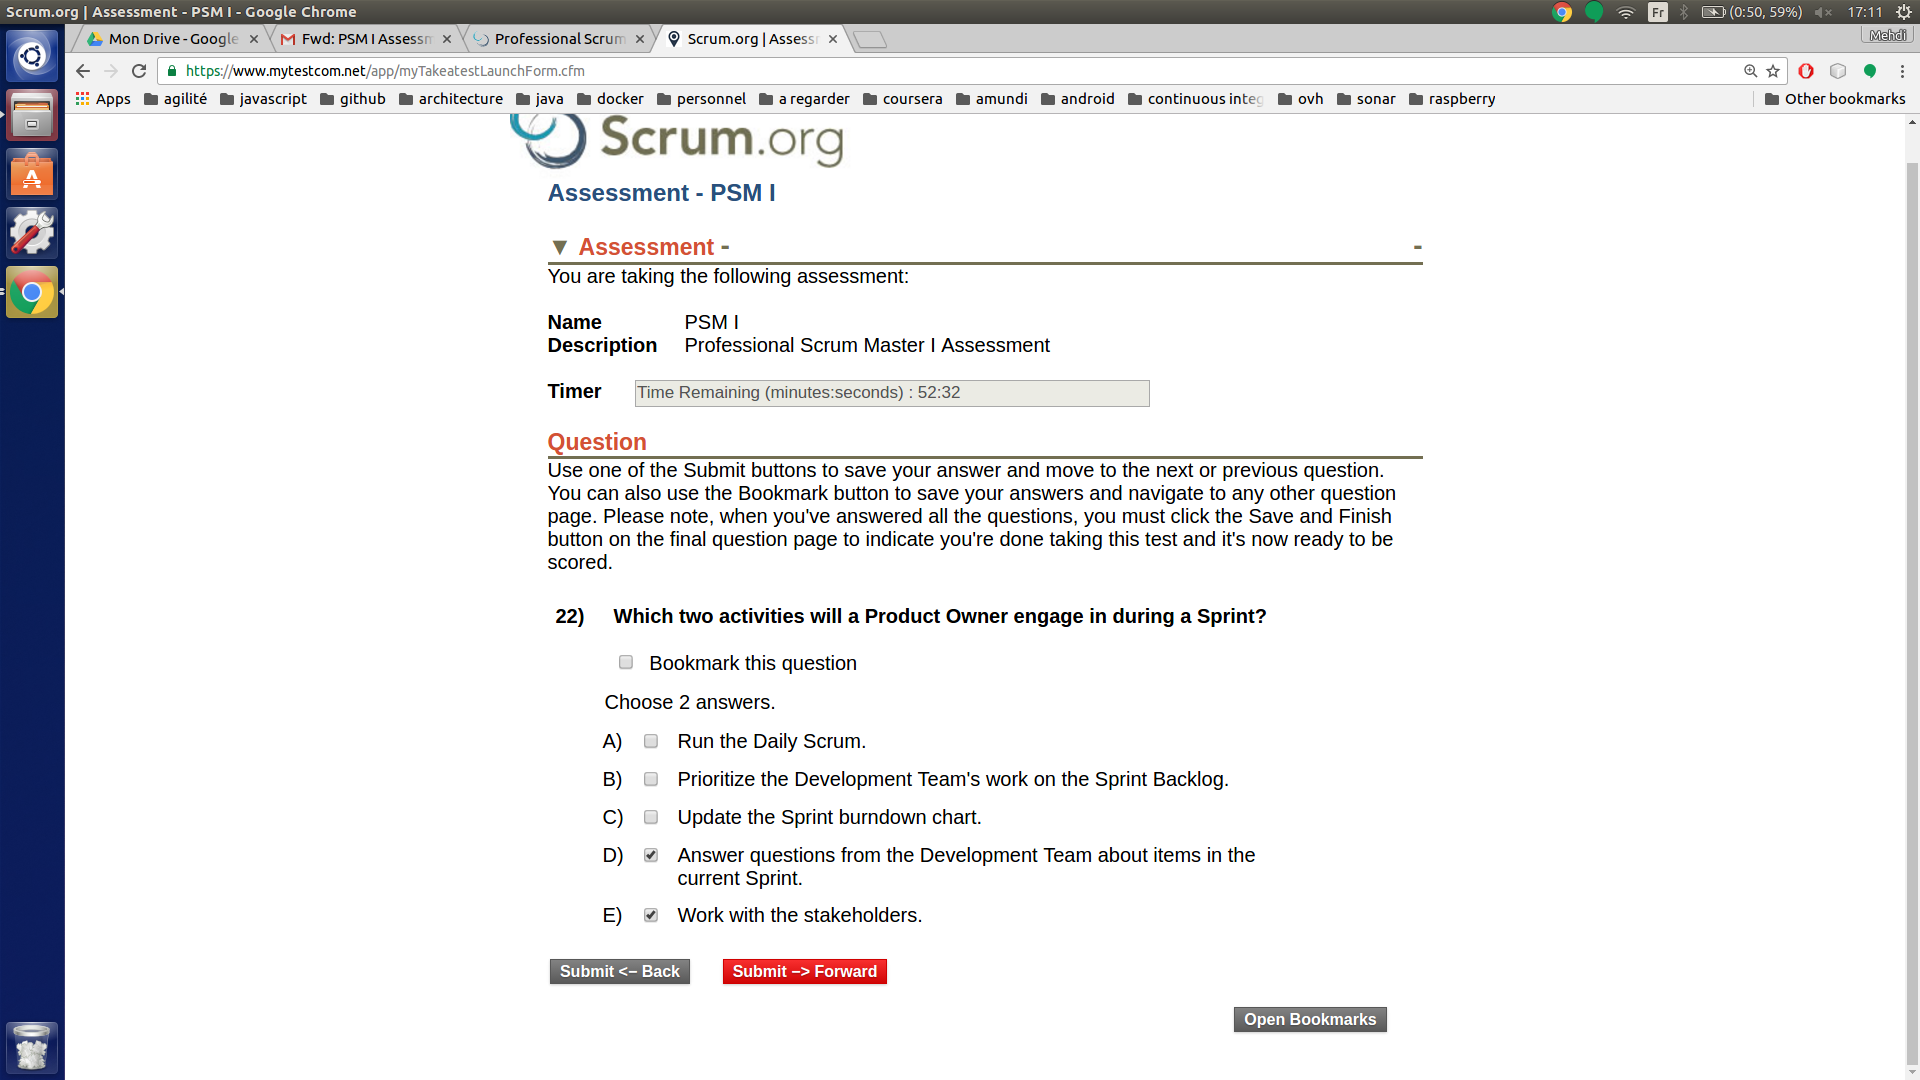 Scrum.org | Assessment - PSM I - Google Chrome
Fr
(0:50, 59%)
17:11
Mon Drive - Google
Fwd: PSM I Assessm
Professional Scrum
Scrum.org | Assess
Mehdi
https://www.mytestcom.net/app/myTakeatestLaunchForm.cfm
Apps agilité javascript github architecture java docker personnel a regarder coursera amundi android continuous integ ovh sonar raspberry Other bookmarks
Scrum.org
Assessment - PSM I
▼ Assessment - -
You are taking the following assessment:
Name PSM I
Description Professional Scrum Master I Assessment
Timer Time Remaining (minutes:seconds) : 52:32
Question
Use one of the Submit buttons to save your answer and move to the next or previous question.
You can also use the Bookmark button to save your answers and navigate to any other question
page. Please note, when you've answered all the questions, you must click the Save and Finish
button on the final question page to indicate you're done taking this test and it's now ready to be
scored.
22) Which two activities will a Product Owner engage in during a Sprint?
Bookmark this question
Choose 2 answers.
A) Run the Daily Scrum.
B) Prioritize the Development Team's work on the Sprint Backlog.
C) Update the Sprint burndown chart.
D) Answer questions from the Development Team about items in the
current Sprint.
E) Work with the stakeholders.
Submit <− Back Submit −> Forward
Open Bookmarks